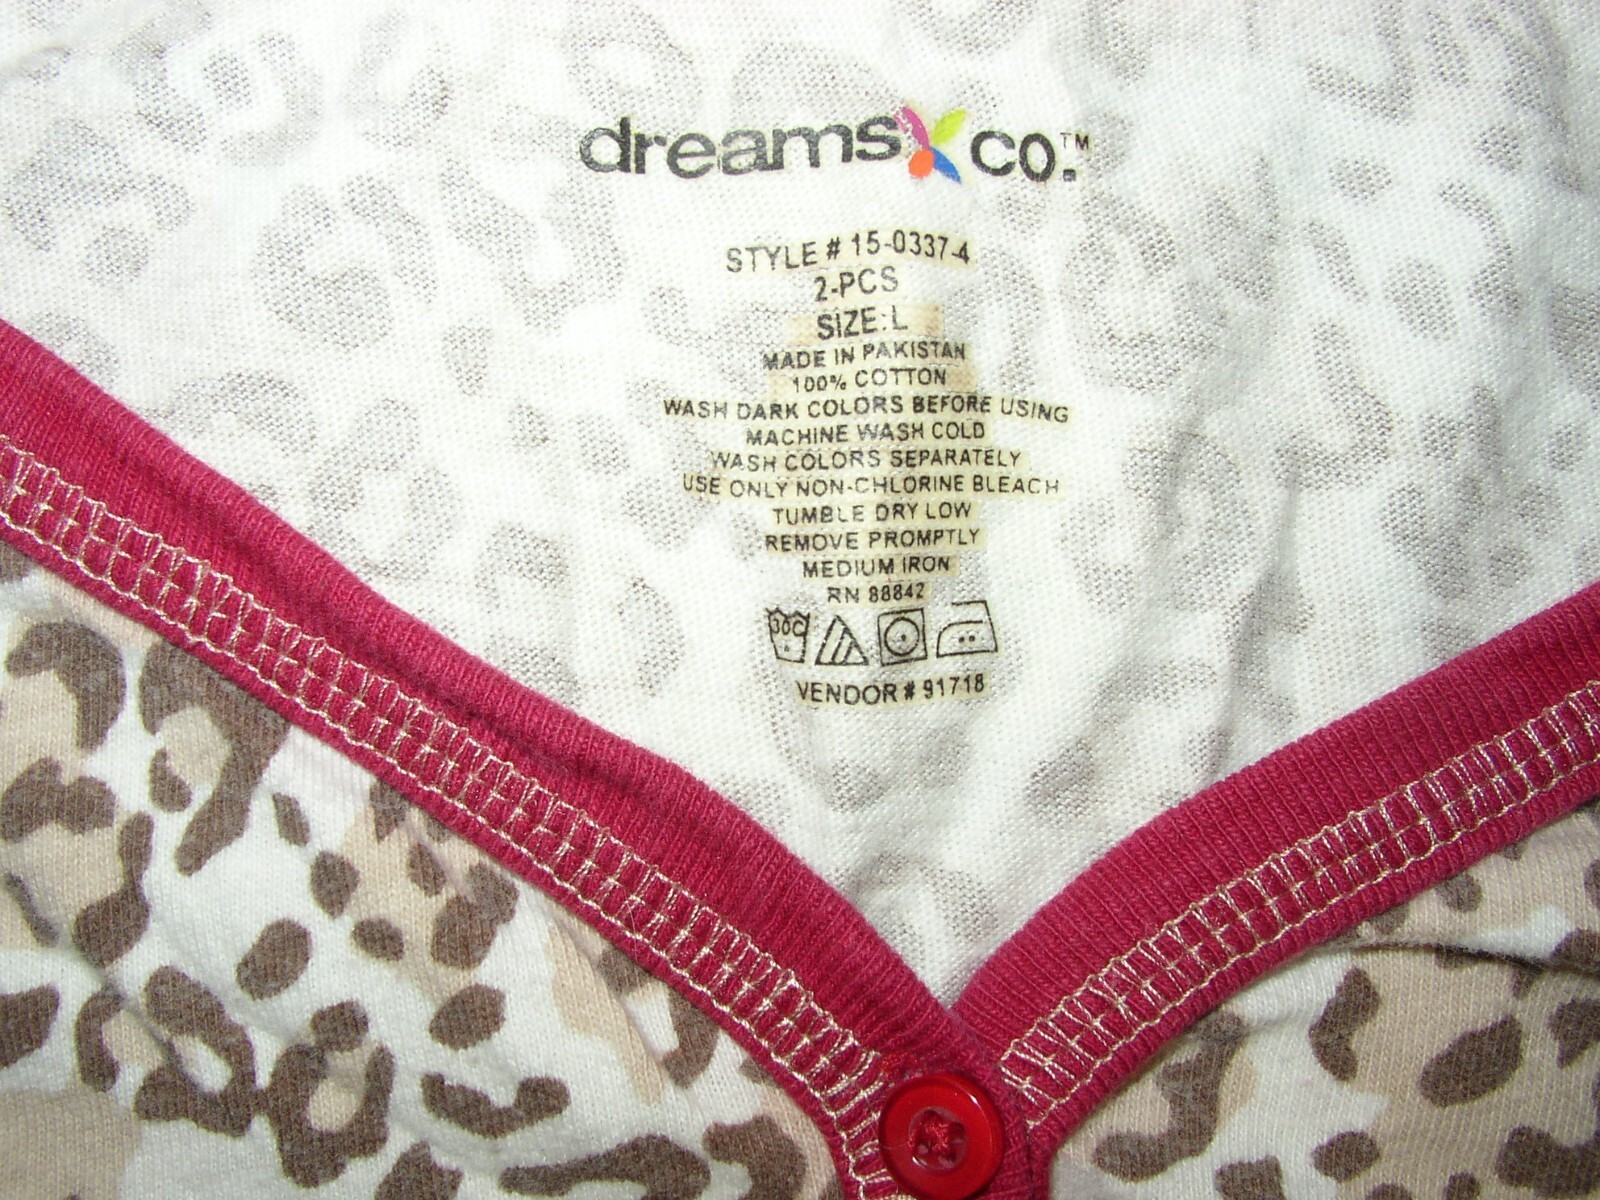 dreams co.™
STYLE # 15-0337-4
2-PCS
SIZE:L
MADE IN PAKISTAN
100% COTTON
WASH DARK COLORS BEFORE USING
MACHINE WASH COLD
WASH COLORS SEPARATELY
USE ONLY NON-CHLORINE BLEACH
TUMBLE DRY LOW
REMOVE PROMPTLY
MEDIUM IRON
RN 88842
30C
VENDOR # 91718